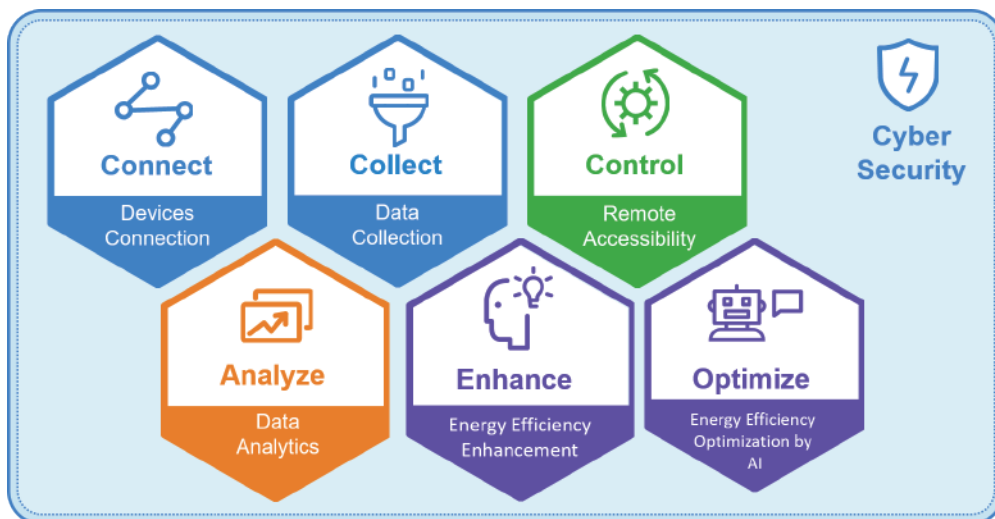 Connect
Devices
Connection
Collect
Data
Collection
Control
Remote
Accessibility
Cyber
Security
Analyze
Data
Analytics
Enhance
Energy Efficiency
Enhancement
Optimize
Energy Efficiency
Optimization by
AI